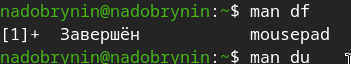 nadobrynin@nadobrynin:~$ man df
[1]+  Завершён        mousepad
nadobrynin@nadobrynin:~$ man du